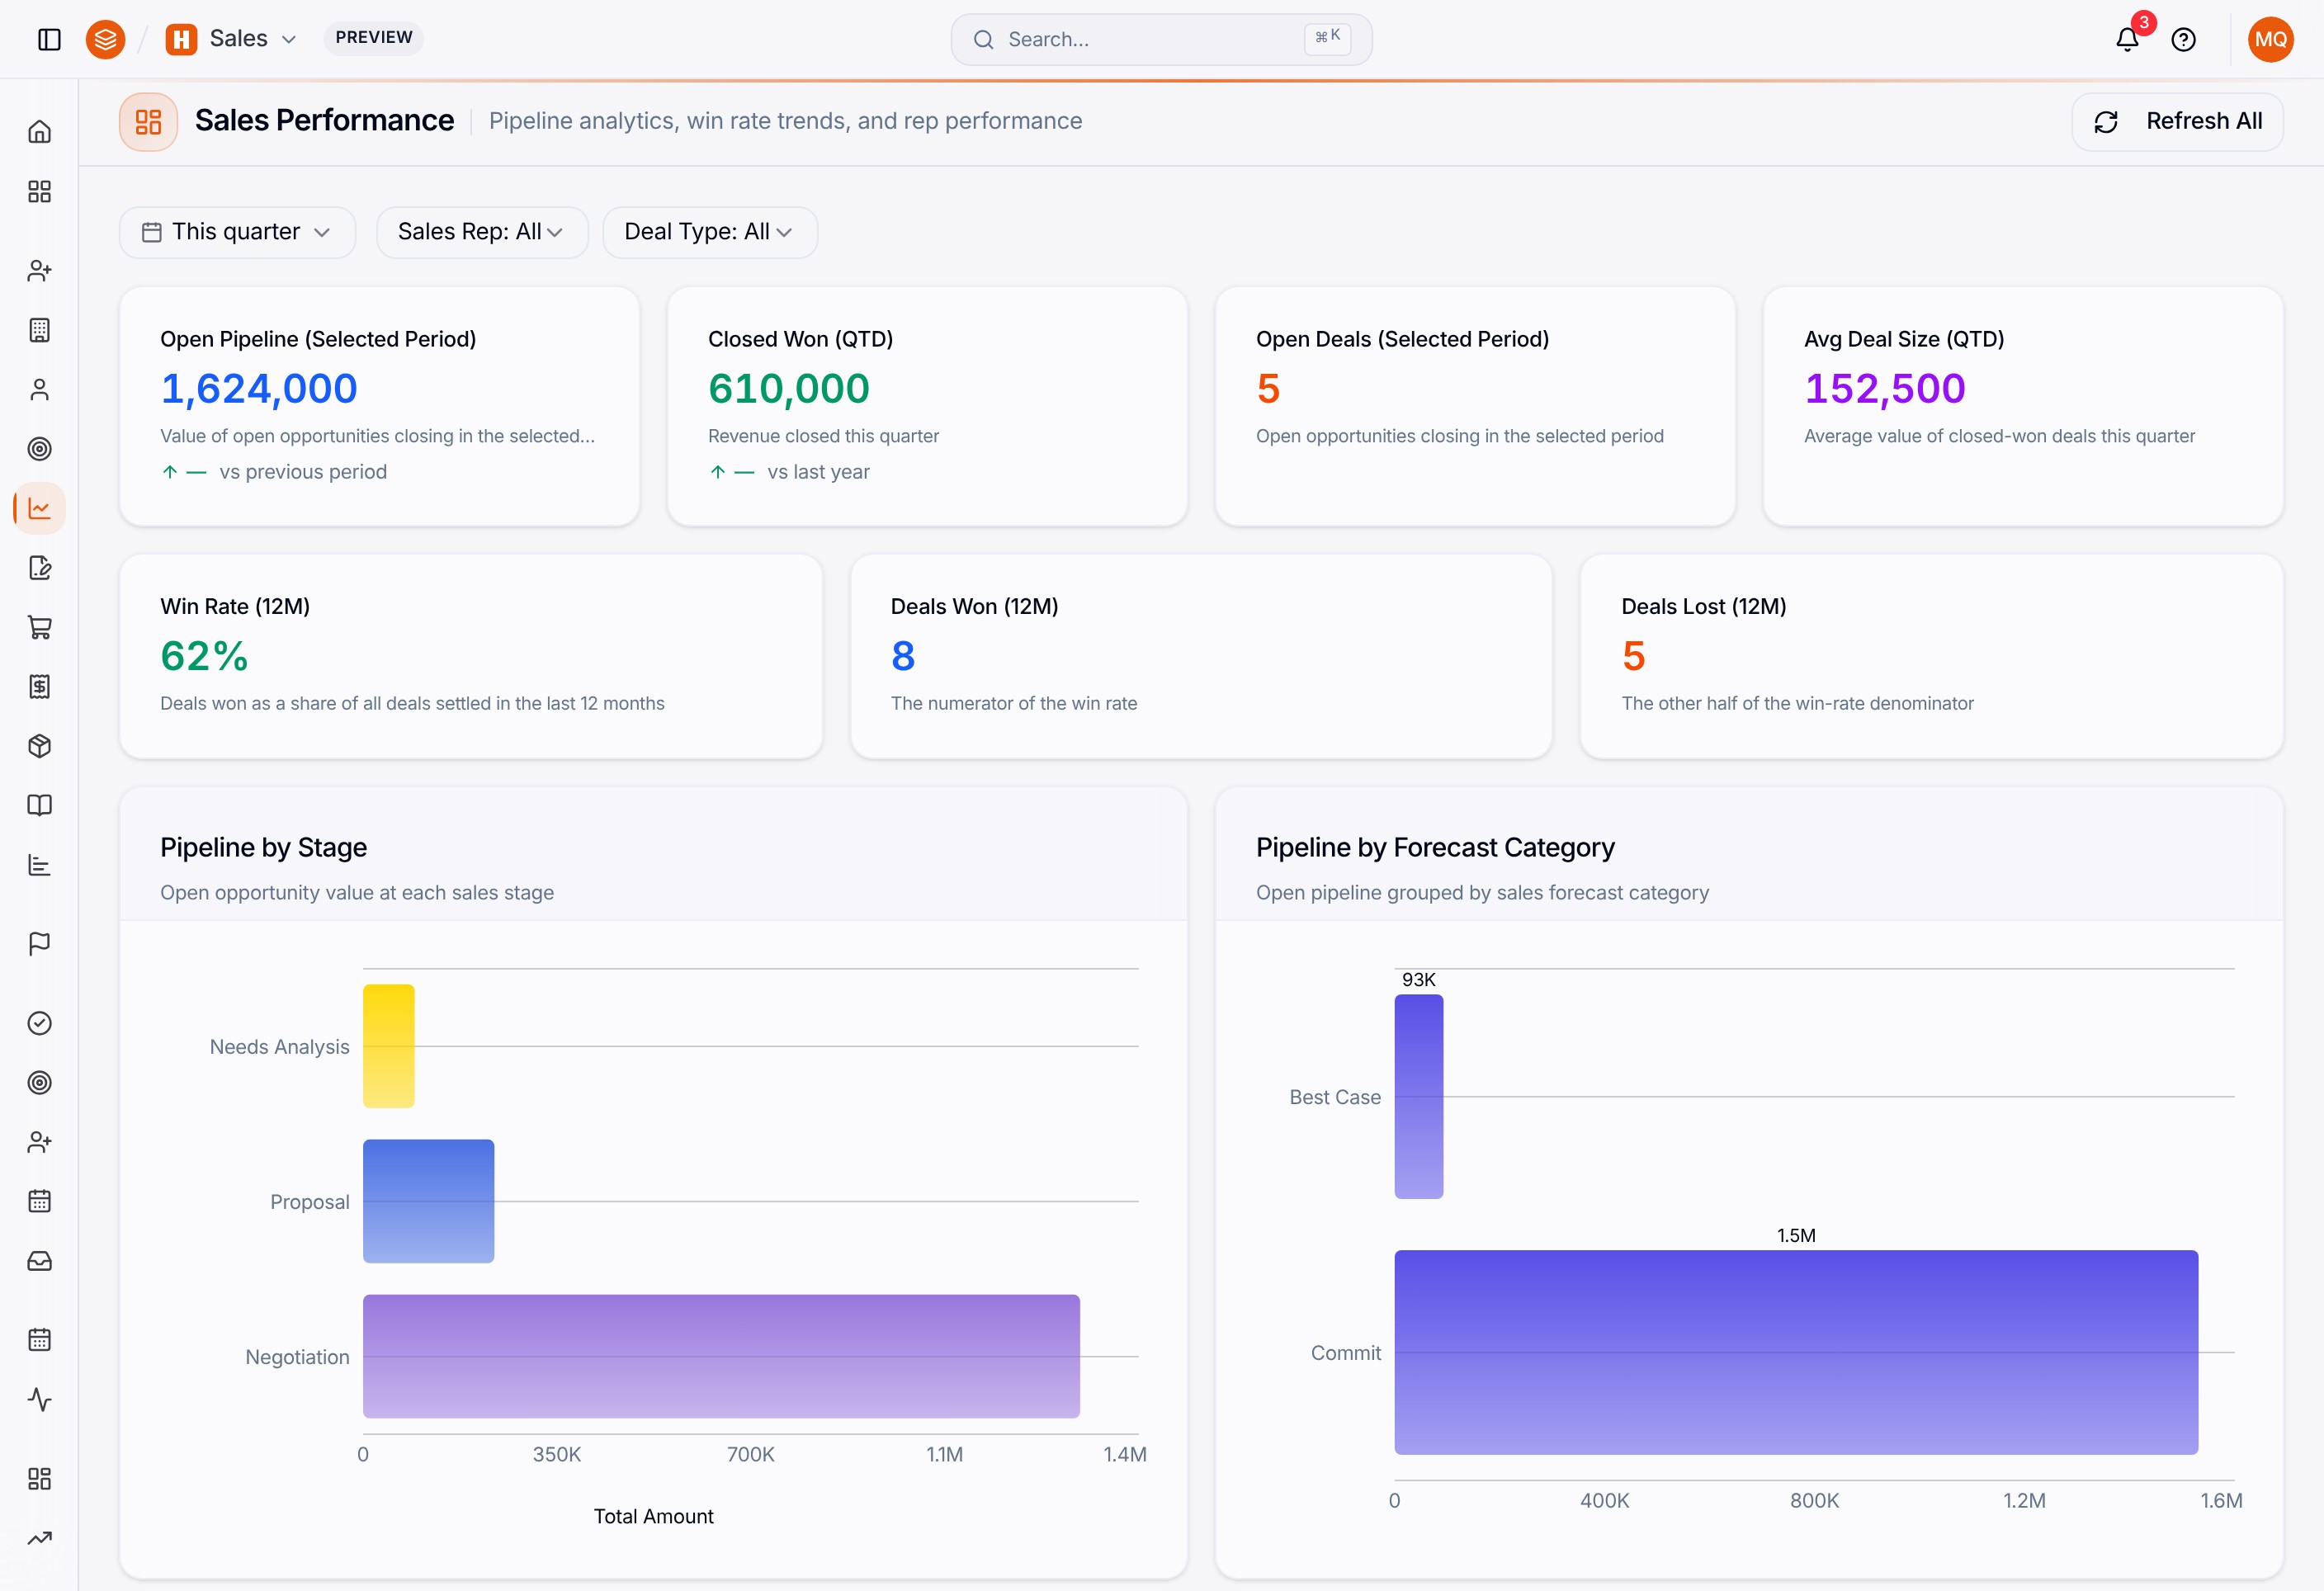 H Sales PREVIEW Search... ⌘K 3 MQ
Sales Performance Pipeline analytics, win rate trends, and rep performance Refresh All
This quarter Sales Rep: All Deal Type: All
Open Pipeline (Selected Period)
1,624,000
Value of open opportunities closing in the selected...
↑ — vs previous period
Closed Won (QTD)
610,000
Revenue closed this quarter
↑ — vs last year
Open Deals (Selected Period)
5
Open opportunities closing in the selected period
Avg Deal Size (QTD)
152,500
Average value of closed-won deals this quarter
Win Rate (12M)
62%
Deals won as a share of all deals settled in the last 12 months
Deals Won (12M)
8
The numerator of the win rate
Deals Lost (12M)
5
The other half of the win-rate denominator
Pipeline by Stage
Open opportunity value at each sales stage
Needs Analysis
Proposal
Negotiation
0 350K 700K 1.1M 1.4M
Total Amount
Pipeline by Forecast Category
Open pipeline grouped by sales forecast category
93K
Best Case
1.5M
Commit
0 400K 800K 1.2M 1.6M